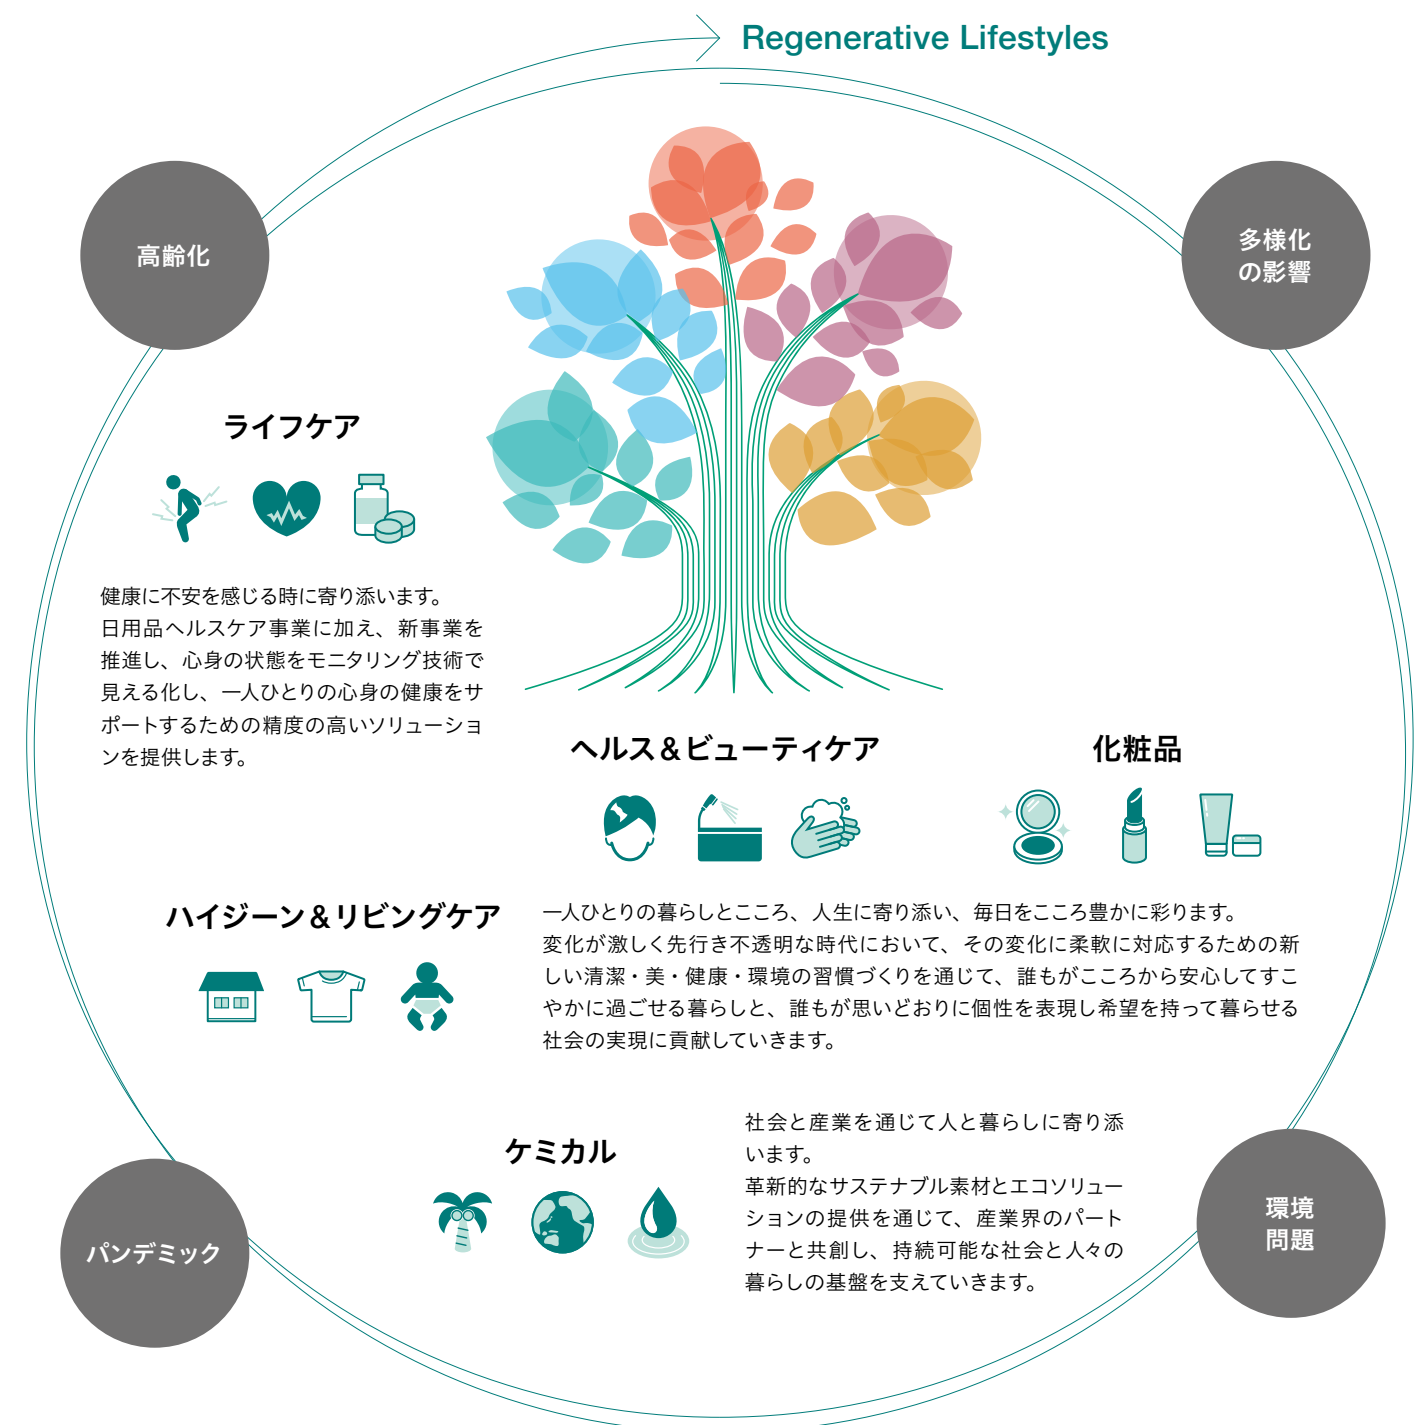 Regenerative Lifestyles
高齢化
多様化
の影響
ライフケア
健康に不安を感じる時に寄り添います。
日用品ヘルスケア事業に加え、新事業を
推進し、心身の状態をモニタリング技術で
見える化し、一人ひとりの心身の健康をサ
ポートするための精度の高いソリューショ
ンを提供します。
ヘルス＆ビューティケア
化粧品
ハイジーン＆リビングケア
一人ひとりの暮らしとこころ、人生に寄り添い、毎日をこころ豊かに彩ります。
変化が激しく先行き不透明な時代において、その変化に柔軟に対応するための新
しい清潔・美・健康・環境の習慣づくりを通じて、誰もがこころから安心してすこ
やかに過ごせる暮らしと、誰もが思いどおりに個性を表現し希望を持って暮らせる
社会の実現に貢献していきます。
ケミカル
社会と産業を通じて人と暮らしに寄り添
います。
革新的なサステナブル素材とエコソリュー
ションの提供を通じて、産業界のパート
ナーと共創し、持続可能な社会と人々の
暮らしの基盤を支えていきます。
パンデミック
環境
問題